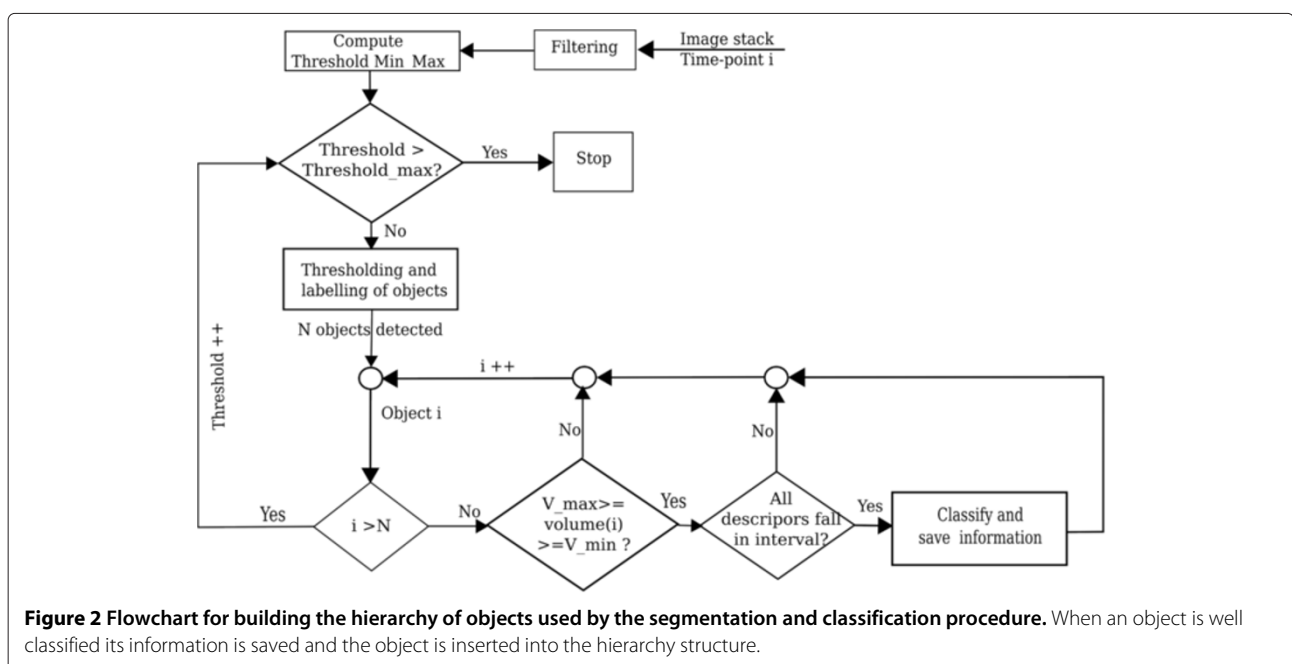 Compute
Threshold Min Max
Filtering
Image stack
Time-point i
Threshold >
Threshold_max?
Yes
Stop
No
Thresholding and
labelling of objects
N objects detected
Threshold ++
i ++
Object i
No
No
Yes
i >N
No
V_max>=
volume(i)
>=V_min ?
Yes
All
descripors fall
in interval?
Yes
Classify and
save information
Figure 2 Flowchart for building the hierarchy of objects used by the segmentation and classification procedure. When an object is well
classified its information is saved and the object is inserted into the hierarchy structure.